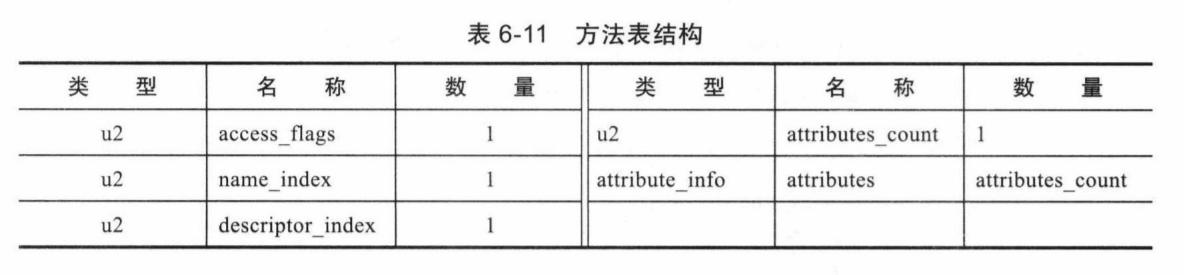 表 6-11 方法表结构
类 型 名 称 数 量 类 型 名 称 数 量
u2 access_flags 1 u2 attributes_count 1
u2 name_index 1 attribute_info attributes attributes_count
u2 descriptor_index 1